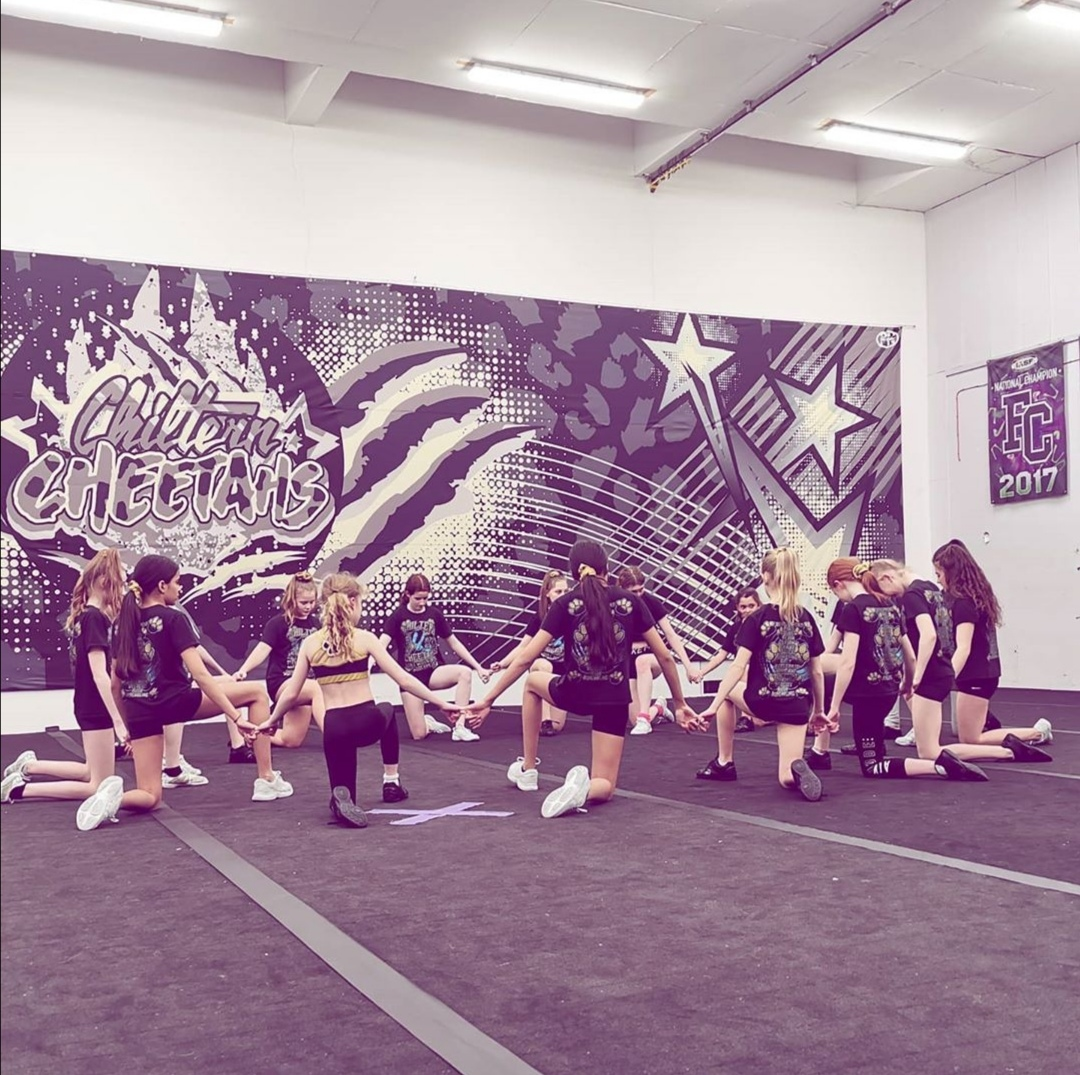 Chiltern
CHEETAHS
NATIONAL CHAMPION
FC
2017